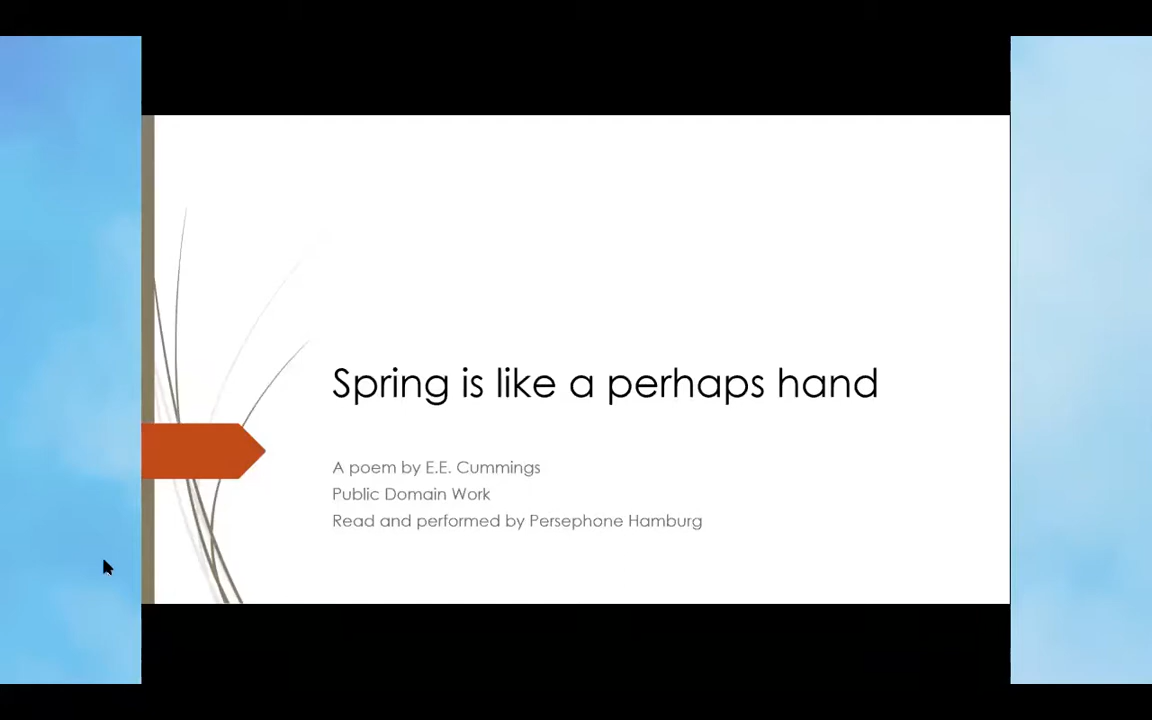 Spring is like a perhaps hand
A poem by E.E. Cummings
Public Domain Work
Read and performed by Persephone Hamburg